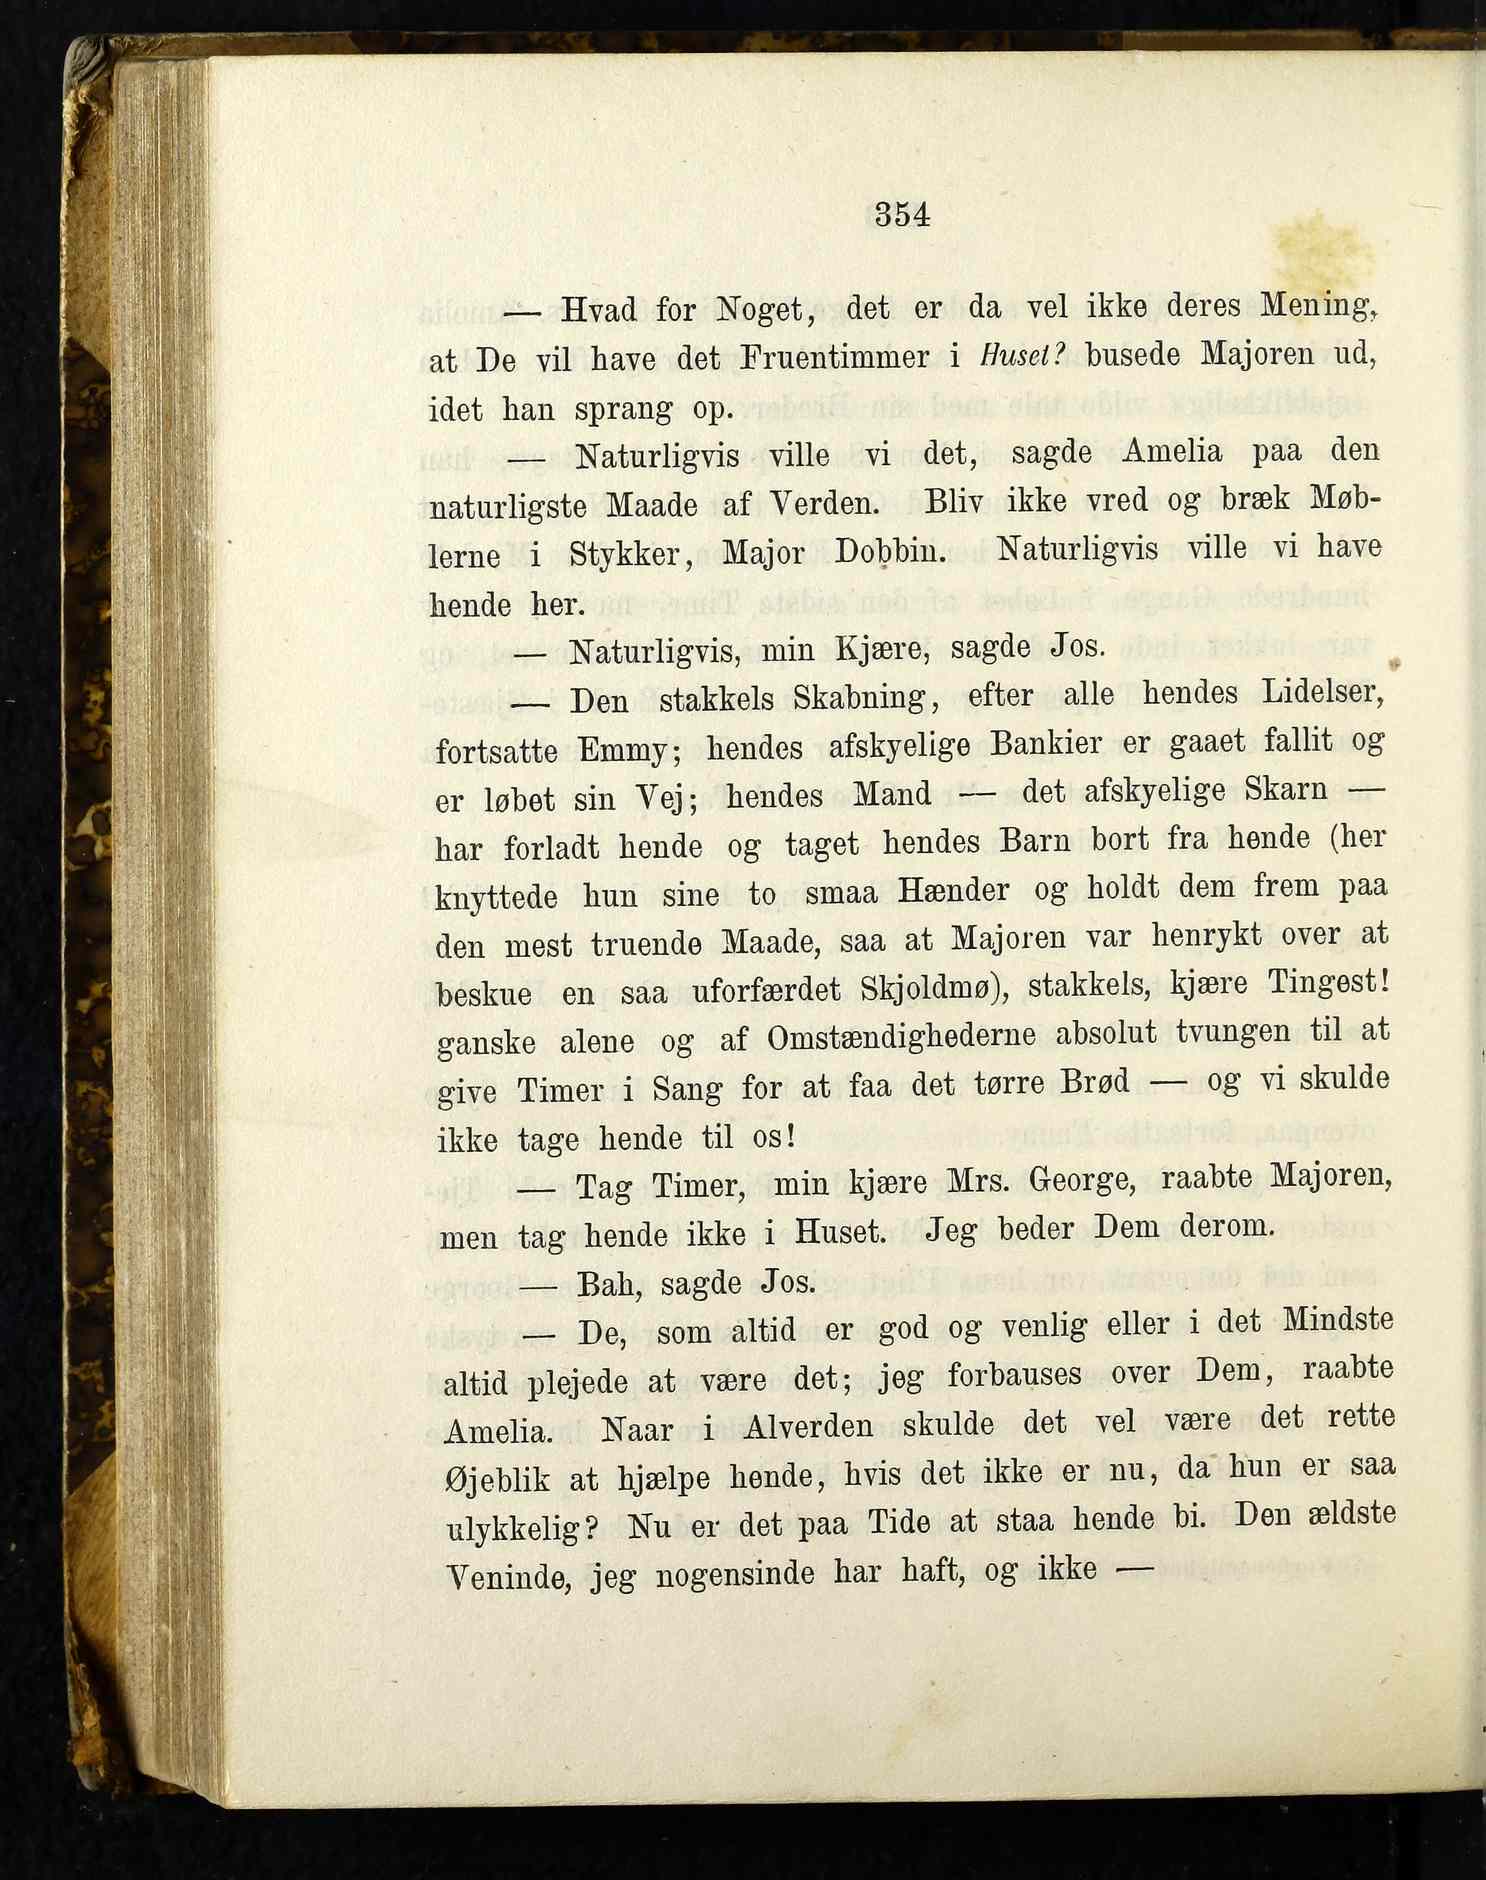 354
— Hvad for Noget, det er da vel ikke deres Mening,
at De vil have det Fruentimmer i Huset? busede Majoren ud,
idet han sprang op.
— Naturligvis ville vi det, sagde Amelia paa den
naturligste Maade af Verden. Bliv ikke vred og bræk Møb-
lerne i Stykker, Major Dobbin. Naturligvis ville vi have
hende her.
— Naturligvis, min Kjære, sagde Jos.
— Den stakkels Skabning, efter alle hendes Lidelser,
fortsatte Emmy; hendes afskyelige Bankier er gaaet fallit og
er løbet sin Vej; hendes Mand — det afskyelige Skarn —
har forladt hende og taget hendes Barn bort fra hende (her
knyttede hun sine to smaa Hænder og holdt dem frem paa
den mest truende Maade, saa at Majoren var henrykt over at
beskue en saa uforfærdet Skjoldmø), stakkels, kjære Tingest!
ganske alene og af Omstændighederne absolut tvungen til at
give Timer i Sang for at faa det tørre Brød — og vi skulde
ikke tage hende til os!
— Tag Timer, min kjære Mrs. George, raabte Majoren,
men tag hende ikke i Huset. Jeg beder Dem derom.
— Bah, sagde Jos.
— De, som altid er god og venlig eller i det Mindste
altid plejede at være det; jeg forbauses over Dem, raabte
Amelia. Naar i Alverden skulde det vel være det rette
Øjeblik at hjælpe hende, hvis det ikke er nu, da hun er saa
ulykkelig? Nu er det paa Tide at staa hende bi. Den ældste
Veninde, jeg nogensinde har haft, og ikke —